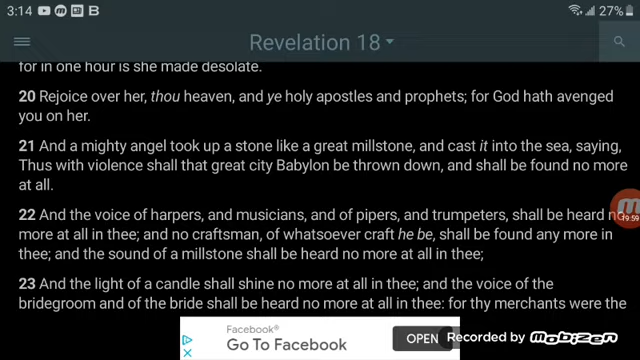 3:14 B 27%
Revelation 18
for in one hour is she made desolate.
20 Rejoice over her, thou heaven, and ye holy apostles and prophets; for God hath avenged
you on her.
21 And a mighty angel took up a stone like a great millstone, and cast it into the sea, saying,
Thus with violence shall that great city Babylon be thrown down, and shall be found no more
at all.
22 And the voice of harpers, and musicians, and of pipers, and trumpeters, shall be heard no
19:59
more at all in thee; and no craftsman, of whatsoever craft he be, shall be found any more in
thee; and the sound of a millstone shall be heard no more at all in thee;
23 And the light of a candle shall shine no more at all in thee; and the voice of the
bridegroom and of the bride shall be heard no more at all in thee: for thy merchants were the
Facebook®
Go To Facebook
OPEN
Recorded by Mobizen